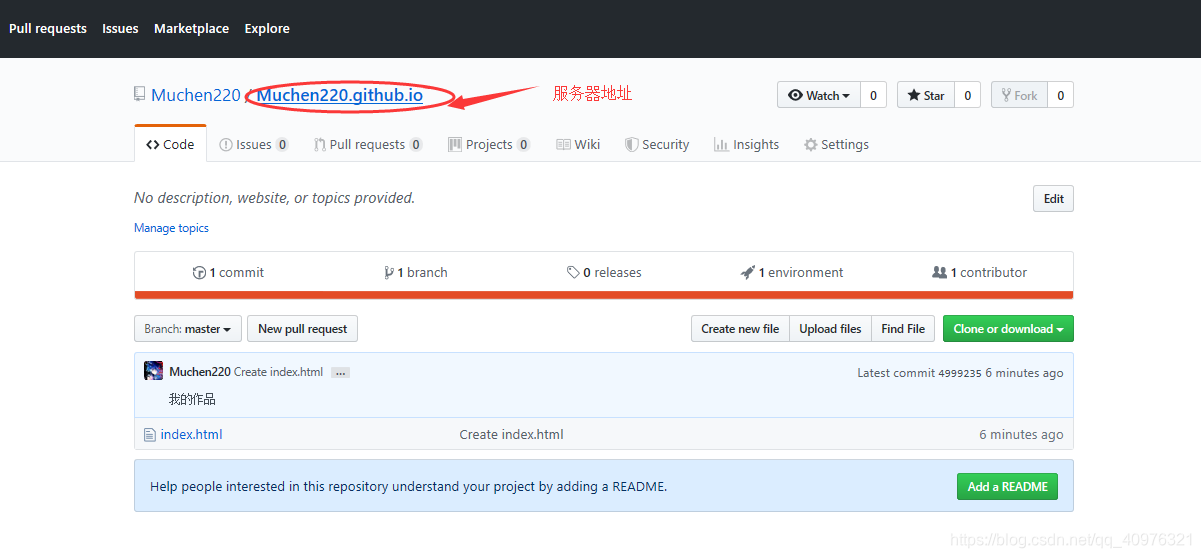 Pull requests Issues Marketplace Explore
Muchen220 / Muchen220.github.io 服务器地址 Watch 0 Star 0 Fork 0
Code Issues 0 Pull requests 0 Projects 0 Wiki Security Insights Settings
No description, website, or topics provided. Edit
Manage topics
1 commit 1 branch 0 releases 1 environment 1 contributor
Branch: master New pull request Create new file Upload files Find File Clone or download
Muchen220 Create index.html ... Latest commit 4999235 6 minutes ago
我的作品
index.html Create index.html 6 minutes ago
Help people interested in this repository understand your project by adding a README. Add a README
https://blog.csdn.net/qq_40976321